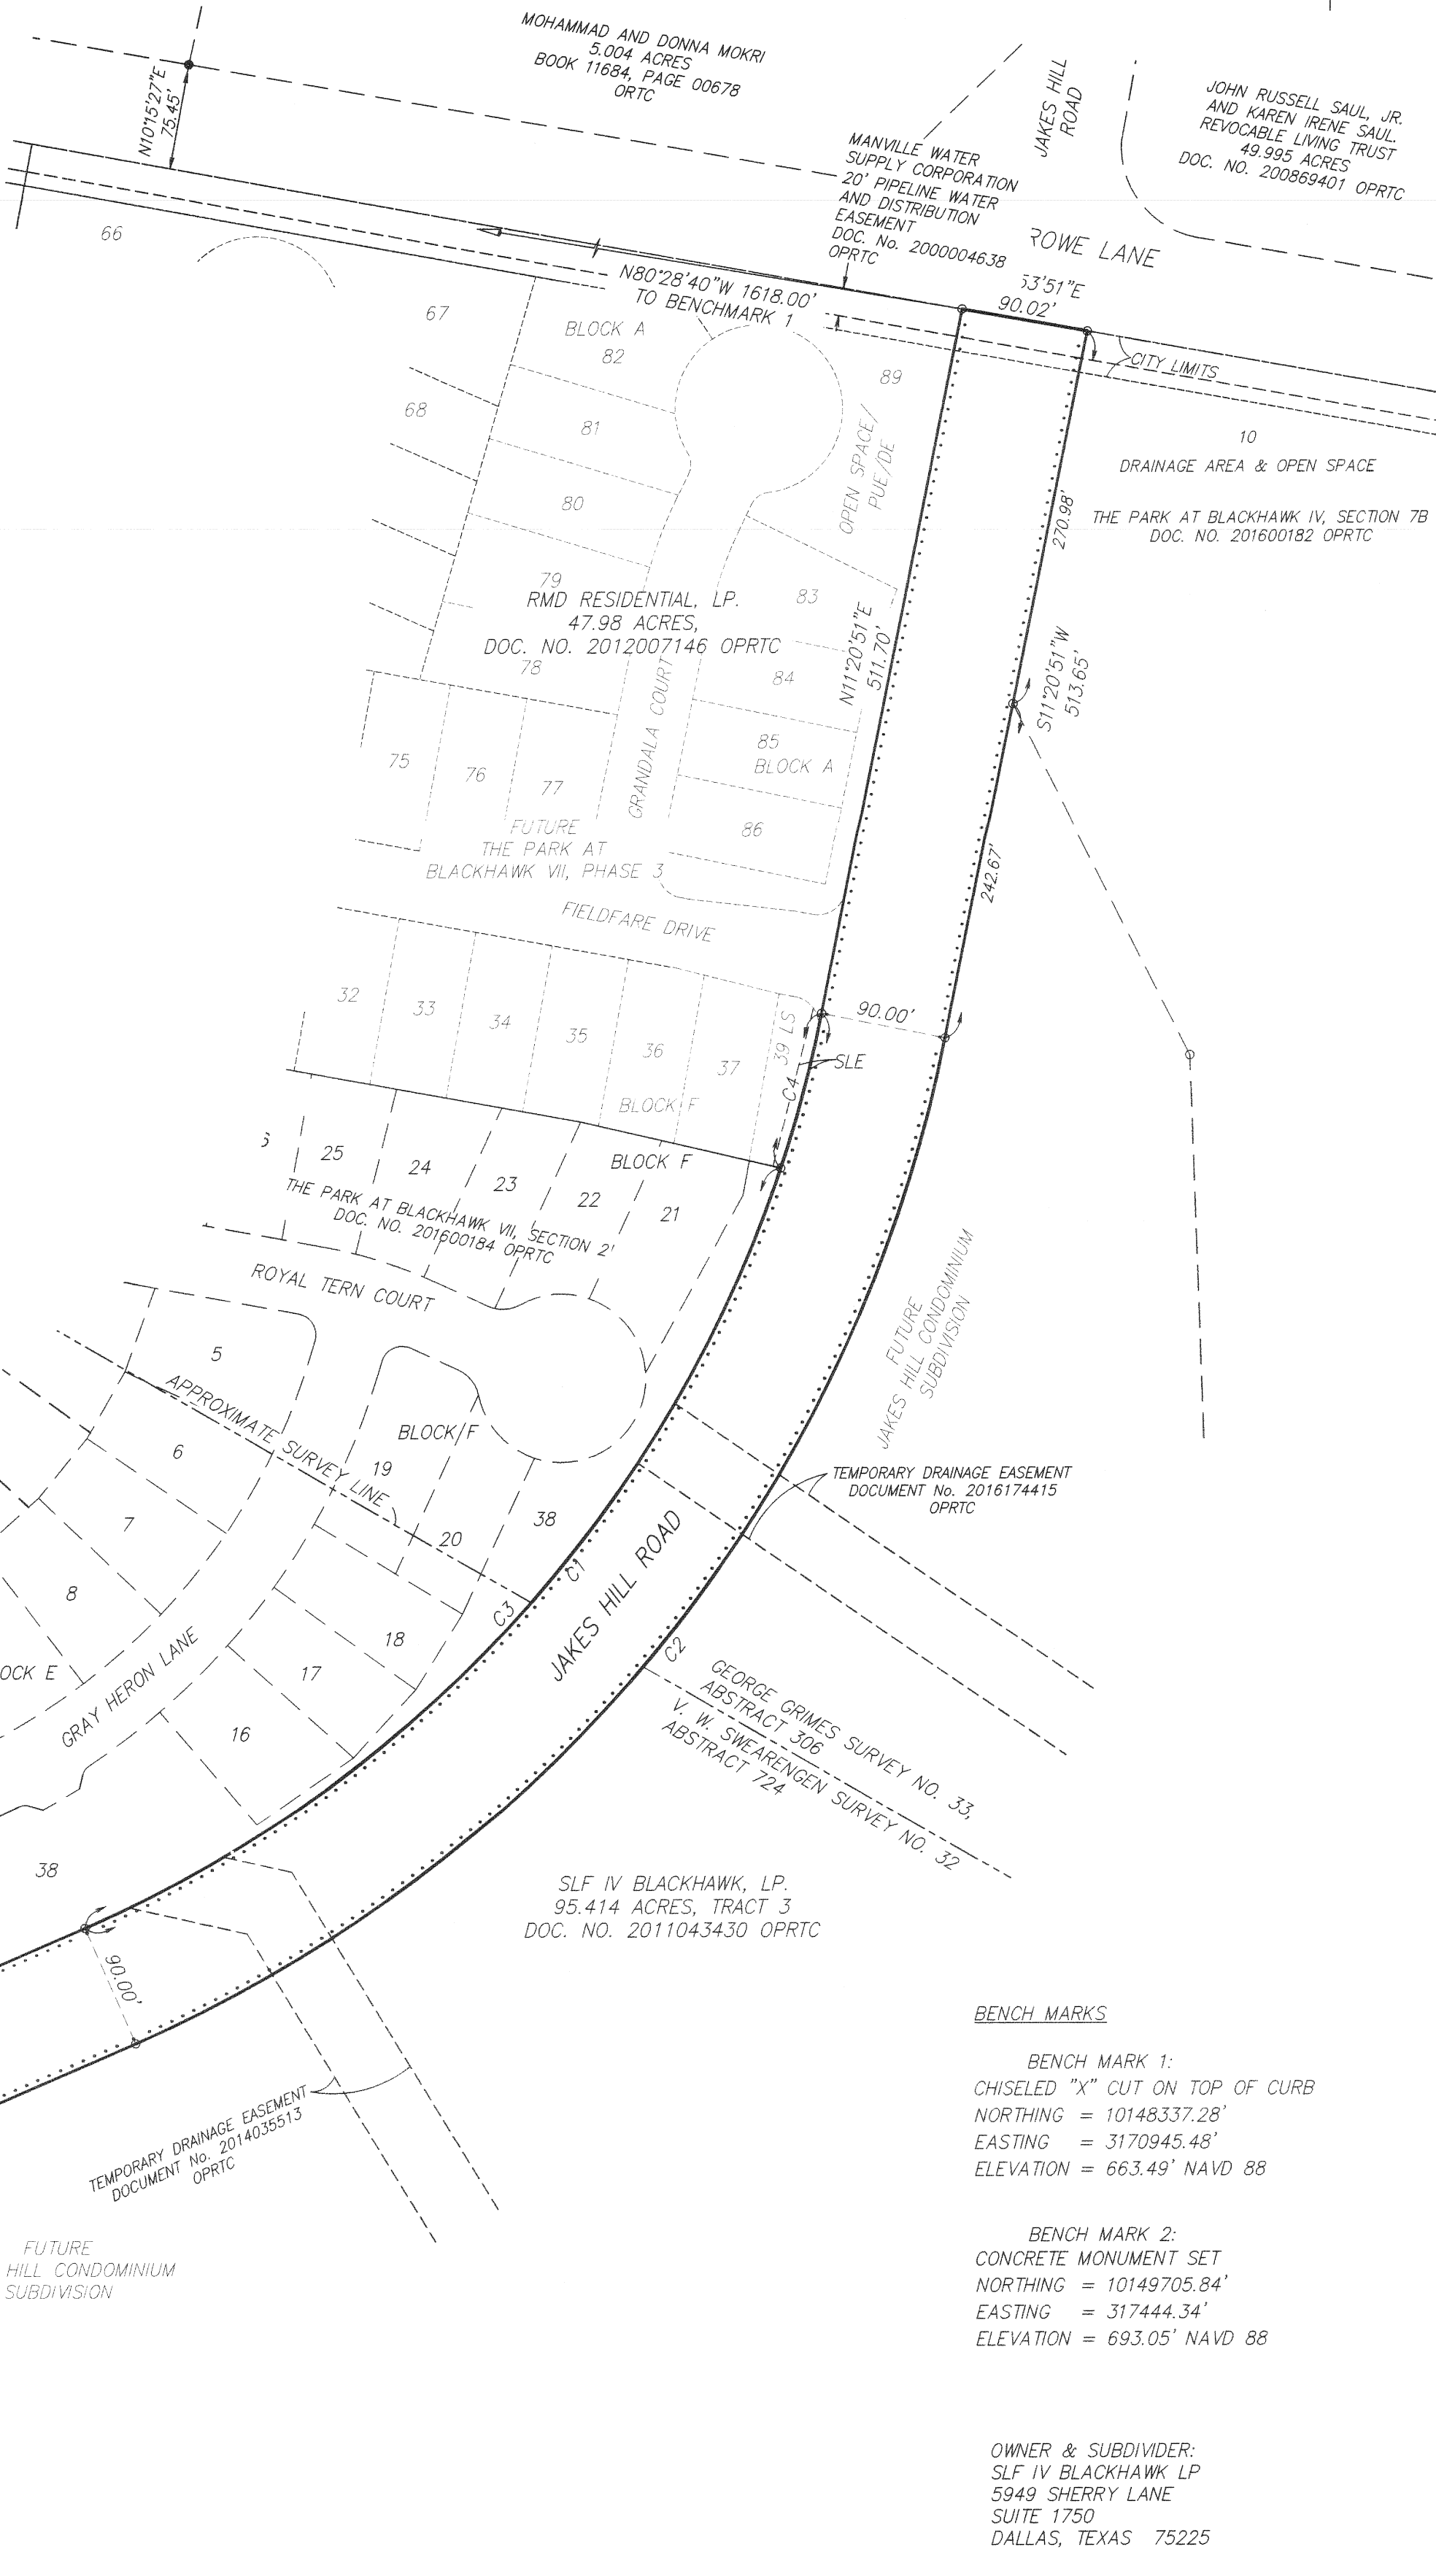 MOHAMMAD AND DONNA MOKRI
5.004 ACRES
BOOK 11684, PAGE 00678
ORTC
N10°15'27"E
75.45'
JAKES HILL
ROAD
JOHN RUSSELL SAUL, JR.
AND KAREN IRENE SAUL.
REVOCABLE LIVING TRUST
49.995 ACRES
DOC. NO. 200869401 OPRTC
MANVILLE WATER
SUPPLY CORPORATION
20' PIPELINE WATER
AND DISTRIBUTION
EASEMENT
DOC. No. 2000004638
OPRTC
ROWE LANE
53'51"E
90.02'
N80°28'40"W 1618.00'
TO BENCHMARK 1
CITY LIMITS
66
67
68
BLOCK A
82
81
80
79
78
89
OPEN SPACE/
PUE/DE
10
DRAINAGE AREA & OPEN SPACE
THE PARK AT BLACKHAWK IV, SECTION 7B
DOC. NO. 201600182 OPRTC
270.98'
RMD RESIDENTIAL, LP.
47.98 ACRES,
DOC. NO. 2012007146 OPRTC
83
84
85
BLOCK A
86
N11°20'51"E
511.70'
S11°20'51"W
513.65'
75
76
77
GRANDALA COURT
FUTURE
THE PARK AT
BLACKHAWK VII, PHASE 3
242.67'
FIELDFARE DRIVE
32
33
34
35
36
37
39 LS
BLOCK F
90.00'
SLE
C4
25
24
23
22
21
BLOCK F
THE PARK AT BLACKHAWK VII, SECTION 2
DOC. NO. 201600184 OPRTC
ROYAL TERN COURT
FUTURE
JAKES HILL CONDOMINIUM
SUBDIVISION
5
APPROXIMATE SURVEY LINE
BLOCK F
6
19
7
20
38
8
TEMPORARY DRAINAGE EASEMENT
DOCUMENT No. 2016174415
OPRTC
C1
C3
JAKES HILL ROAD
C2
18
17
16
OCK E
GRAY HERON LANE
GEORGE GRIMES SURVEY NO. 33,
ABSTRACT 306
V. W. SWEARENGEN SURVEY NO. 32
ABSTRACT 724
38
SLF IV BLACKHAWK, LP.
95.414 ACRES, TRACT 3
DOC. NO. 2011043430 OPRTC
90.00'
TEMPORARY DRAINAGE EASEMENT
DOCUMENT No. 2014035513
OPRTC
FUTURE
HILL CONDOMINIUM
SUBDIVISION
BENCH MARKS
BENCH MARK 1:
CHISELED "X" CUT ON TOP OF CURB
NORTHING = 10148337.28'
EASTING = 3170945.48'
ELEVATION = 663.49' NAVD 88
BENCH MARK 2:
CONCRETE MONUMENT SET
NORTHING = 10149705.84'
EASTING = 317444.34'
ELEVATION = 693.05' NAVD 88
OWNER & SUBDIVIDER:
SLF IV BLACKHAWK LP
5949 SHERRY LANE
SUITE 1750
DALLAS, TEXAS 75225